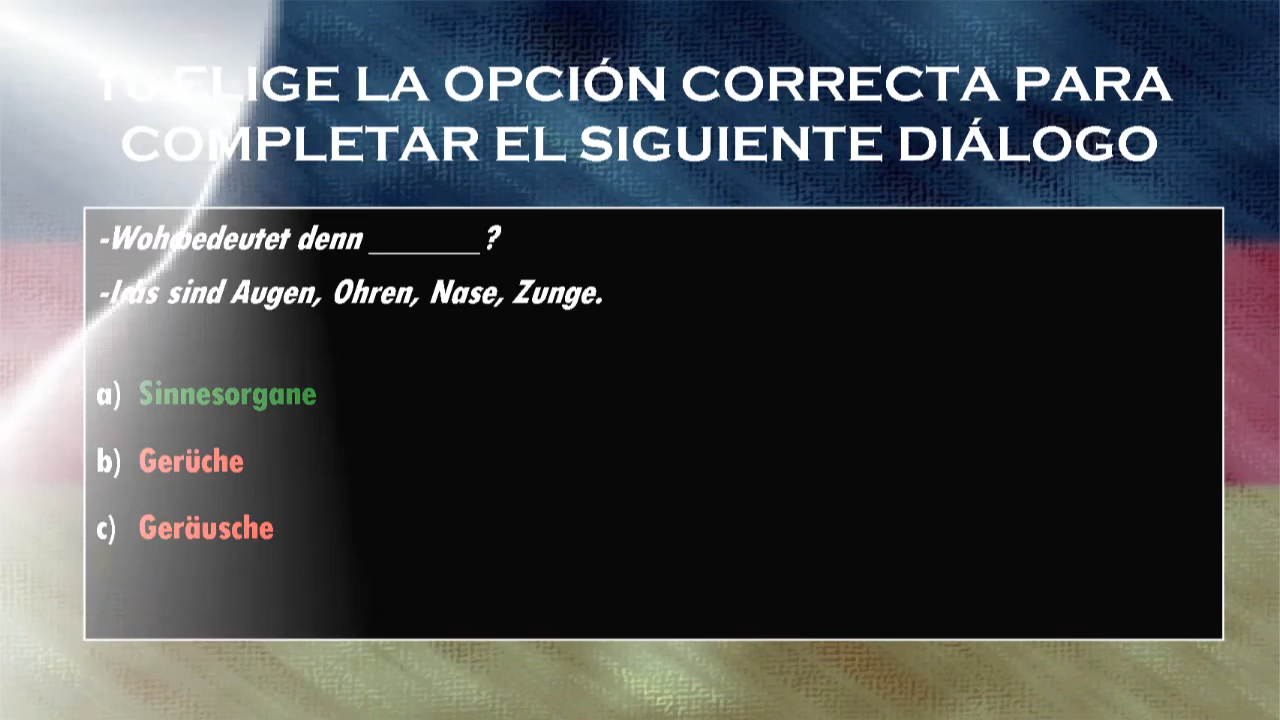 ELIGE LA OPCIÓN CORRECTA PARA
COMPLETAR EL SIGUIENTE DIÁLOGO
bedeutet denn _______ ?
sind Augen, Ohren, Nase, Zunge.
a) Sinnesorgane
b) Gerüche
c) Geräusche